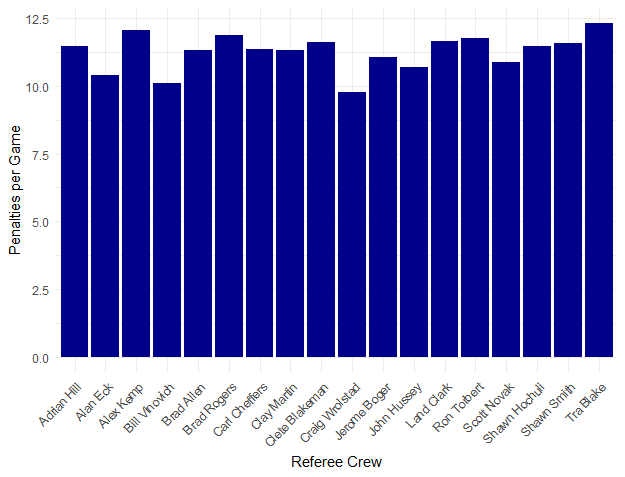 12.5
10.0
7.5
5.0
2.5
0.0
Penalties per Game
Adrian Hill
Alan Eck
Alex Kemp
Bill Vinovich
Brad Allen
Brad Rogers
Carl Cheffers
Clay Martin
Clete Blakeman
Craig Wrolstad
Jerome Boger
John Hussey
Land Clark
Ron Torbert
Scott Novak
Shawn Hochuli
Shawn Smith
Tra Blake
Referee Crew